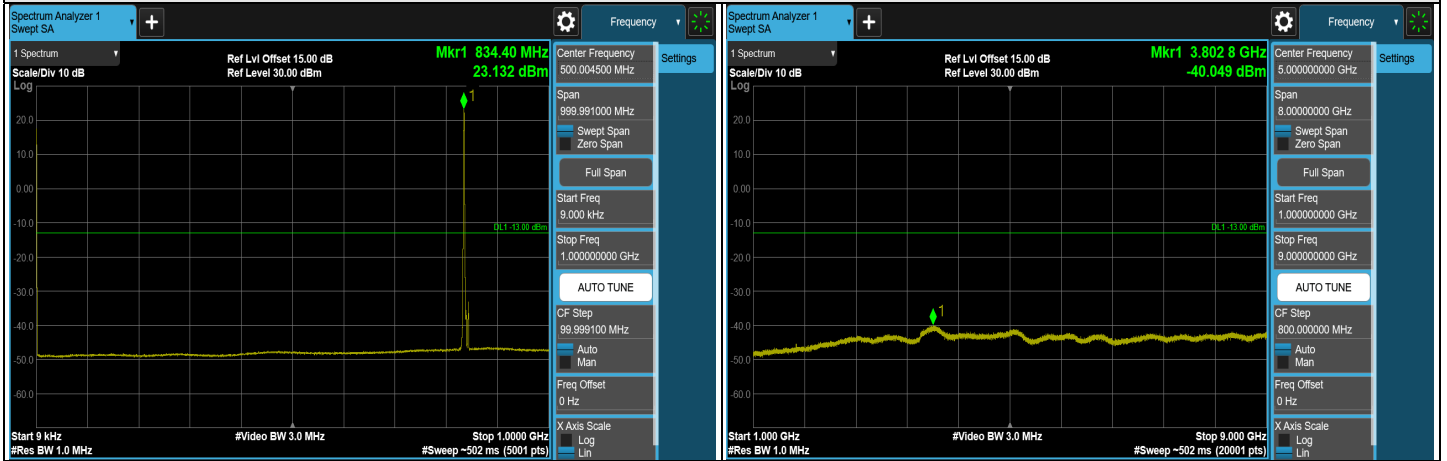 Spectrum Analyzer 1
Swept SA
+
Frequency
1 Spectrum
Scale/Div 10 dB
Log
Ref Lvl Offset 15.00 dB
Ref Level 30.00 dBm
Mkr1 834.40 MHz
23.132 dBm
1
20.0
10.0
0.00
-10.0
-20.0
-30.0
-40.0
-50.0
-60.0
DL1 -13.00 dBm
Start 9 kHz
#Res BW 1.0 MHz
#Video BW 3.0 MHz
Stop 1.0000 GHz
#Sweep ~502 ms (5001 pts)
Center Frequency
500.004500 MHz
Settings
Span
999.991000 MHz
Swept Span
Zero Span
Full Span
Start Freq
9.000 kHz
Stop Freq
1.000000000 GHz
AUTO TUNE
CF Step
99.999100 MHz
Auto
Man
Freq Offset
0 Hz
X Axis Scale
Log
Lin
Spectrum Analyzer 1
Swept SA
+
Frequency
1 Spectrum
Scale/Div 10 dB
Log
Ref Lvl Offset 15.00 dB
Ref Level 30.00 dBm
Mkr1 3.802 8 GHz
-40.049 dBm
1
20.0
10.0
0.00
-10.0
-20.0
-30.0
-40.0
-50.0
-60.0
DL1 -13.00 dBm
Start 1.000 GHz
#Res BW 1.0 MHz
#Video BW 3.0 MHz
Stop 9.000 GHz
#Sweep ~502 ms (20001 pts)
Center Frequency
5.000000000 GHz
Settings
Span
8.00000000 GHz
Swept Span
Zero Span
Full Span
Start Freq
1.000000000 GHz
Stop Freq
9.000000000 GHz
AUTO TUNE
CF Step
800.000000 MHz
Auto
Man
Freq Offset
0 Hz
X Axis Scale
Log
Lin